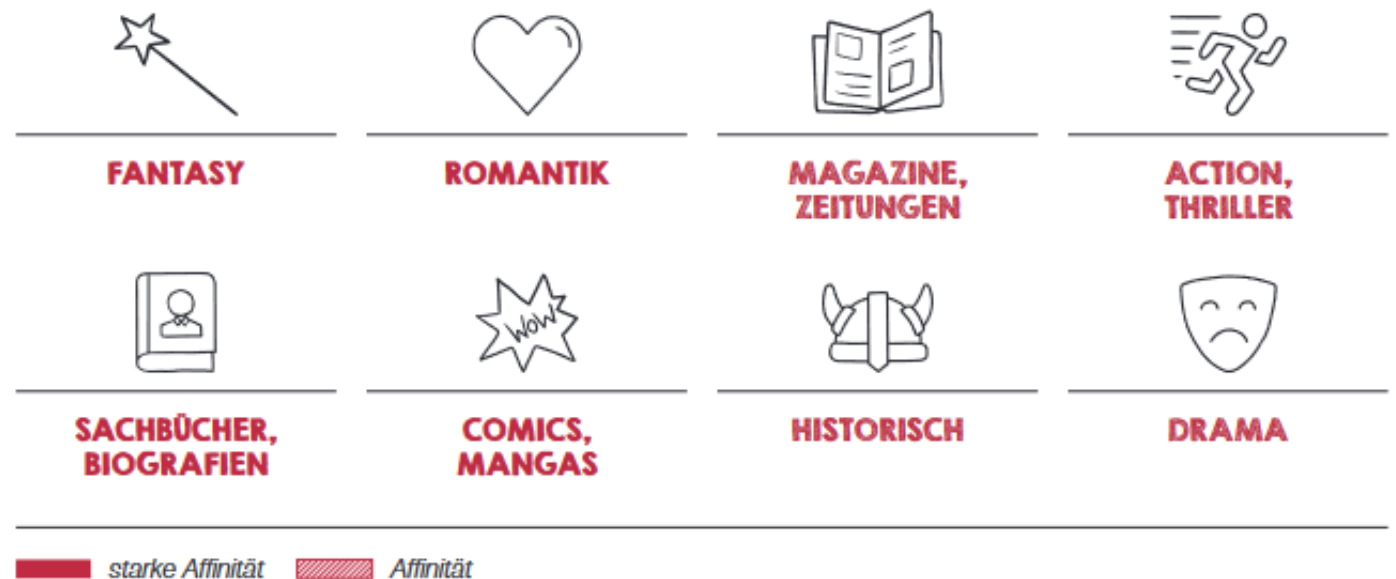 FANTASY
ROMANTIK
MAGAZINE,
ZEITUNGEN
ACTION,
THRILLER
WOW
SACHBÜCHER,
BIOGRAFIEN
COMICS,
MANGAS
HISTORISCH
DRAMA
starke Affinität
Affinität